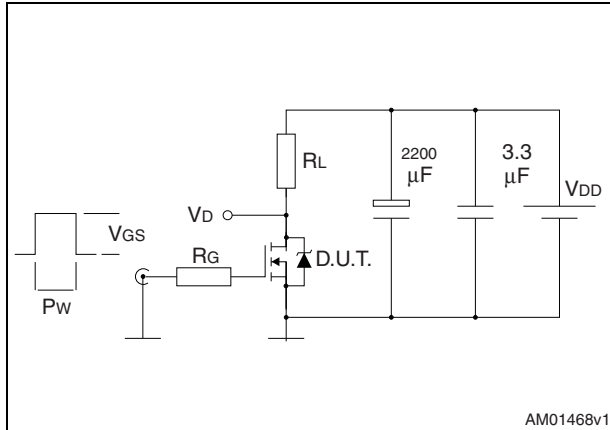 RL
2200
μF
3.3
μF
VDD
VD
VGS
RG
D.U.T.
PW
AM01468v1